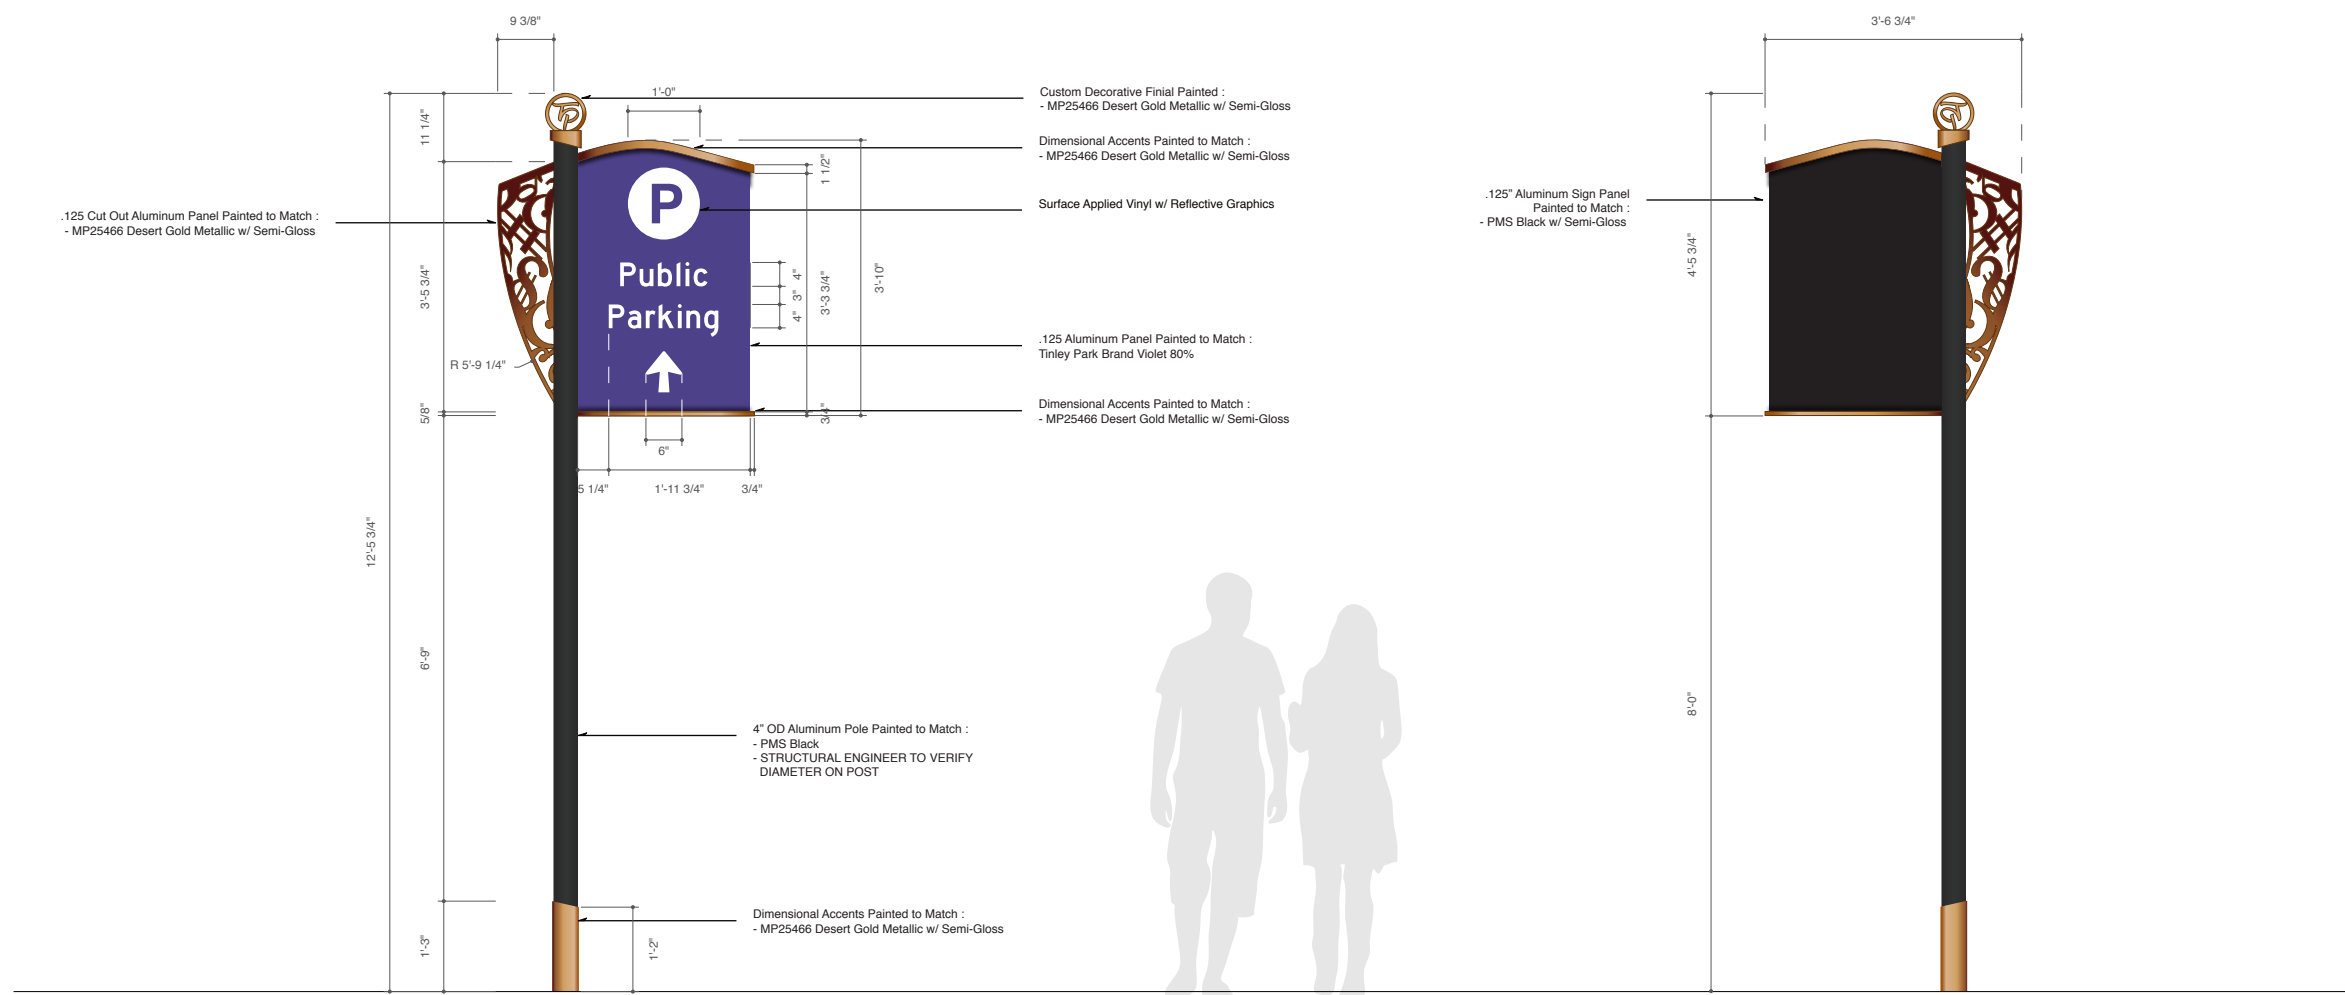 9 3/8"
3'-6 3/4"
1'-0"
11 1/4"
Custom Decorative Finial Painted :
- MP25466 Desert Gold Metallic w/ Semi-Gloss
Dimensional Accents Painted to Match :
- MP25466 Desert Gold Metallic w/ Semi-Gloss
1 1/2"
P
Surface Applied Vinyl w/ Reflective Graphics
.125 Cut Out Aluminum Panel Painted to Match :
- MP25466 Desert Gold Metallic w/ Semi-Gloss
.125" Aluminum Sign Panel
Painted to Match :
- PMS Black w/ Semi-Gloss
Public
Parking
3'-5 3/4"
4"
3"
4"
3'-3 3/4"
3'-10"
4'-5 3/4"
R 5'-9 1/4"
.125 Aluminum Panel Painted to Match :
Tinley Park Brand Violet 80%
5/8"
3/4"
Dimensional Accents Painted to Match :
- MP25466 Desert Gold Metallic w/ Semi-Gloss
6"
5 1/4"
1'-11 3/4"
3/4"
12'-5 3/4"
6'-9"
8'-0"
4" OD Aluminum Pole Painted to Match :
- PMS Black
- STRUCTURAL ENGINEER TO VERIFY
DIAMETER ON POST
Dimensional Accents Painted to Match :
- MP25466 Desert Gold Metallic w/ Semi-Gloss
1'-3"
1'-2"